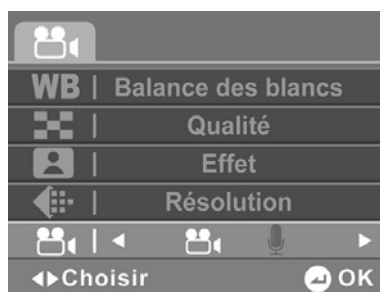 WB | Balance des blancs
Qualité
Effet
Résolution
Choisir OK